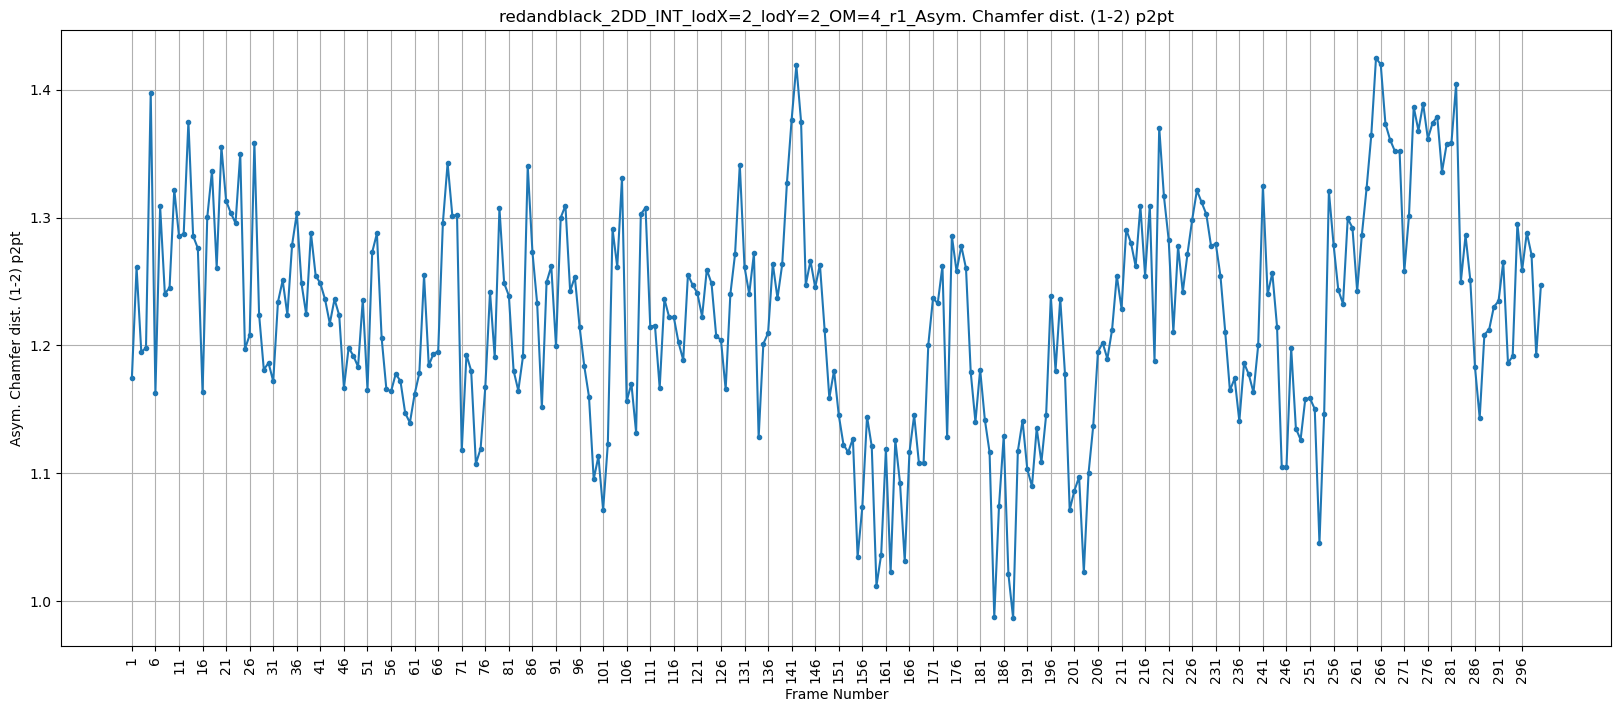 redandblack_2DD_INT_lodX=2_lodY=2_OM=4_r1_Asym. Chamfer dist. (1-2) p2pt
Asym. Chamfer dist. (1-2) p2pt
1.4
1.3
1.2
1.1
1.0
1 6 11 16 21 26 31 36 41 46 51 56 61 66 71 76 81 86 91 96 101 106 111 116 121 126 131 136 141 146 151 156 161 166 171 176 181 186 191 196 201 206 211 216 221 226 231 236 241 246 251 256 261 266 271 276 281 286 291 296
Frame Number